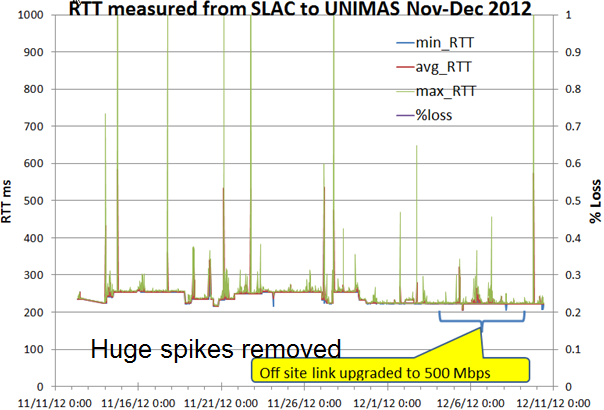 RTT measured from SLAC to UNIMAS Nov-Dec 2012
1000
900
800
700
600
500
400
300
200
100
0
RTT ms
1
0.9
0.8
0.7
0.6
0.5
0.4
0.3
0.2
0.1
0
% Loss
min_RTT
avg_RTT
max_RTT
%loss
Huge spikes removed
Off site link upgraded to 500 Mbps
11/11/12 0:00 11/16/12 0:00 11/21/12 0:00 11/26/12 0:00 12/1/12 0:00 12/6/12 0:00 12/11/12 0:00